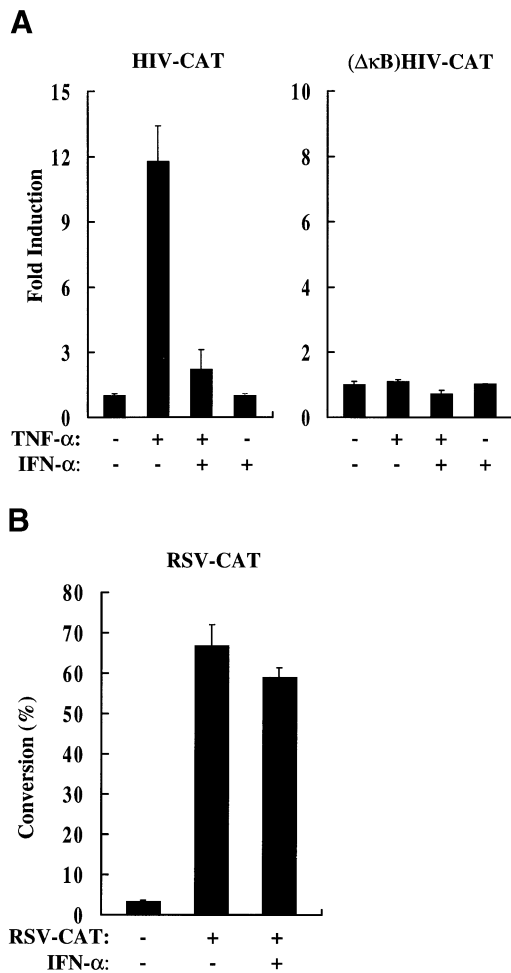 A
HIV-CAT (ΔκB)HIV-CAT
15 10
12 8
9 6
6 4
3 2
0 0
Fold Induction
TNF-α: - + + - - + + -
IFN-α: - - + + - - + +
B
RSV-CAT
80
70
60
50
40
30
20
10
0
Conversion (%)
RSV-CAT: - + +
IFN-α: - - +